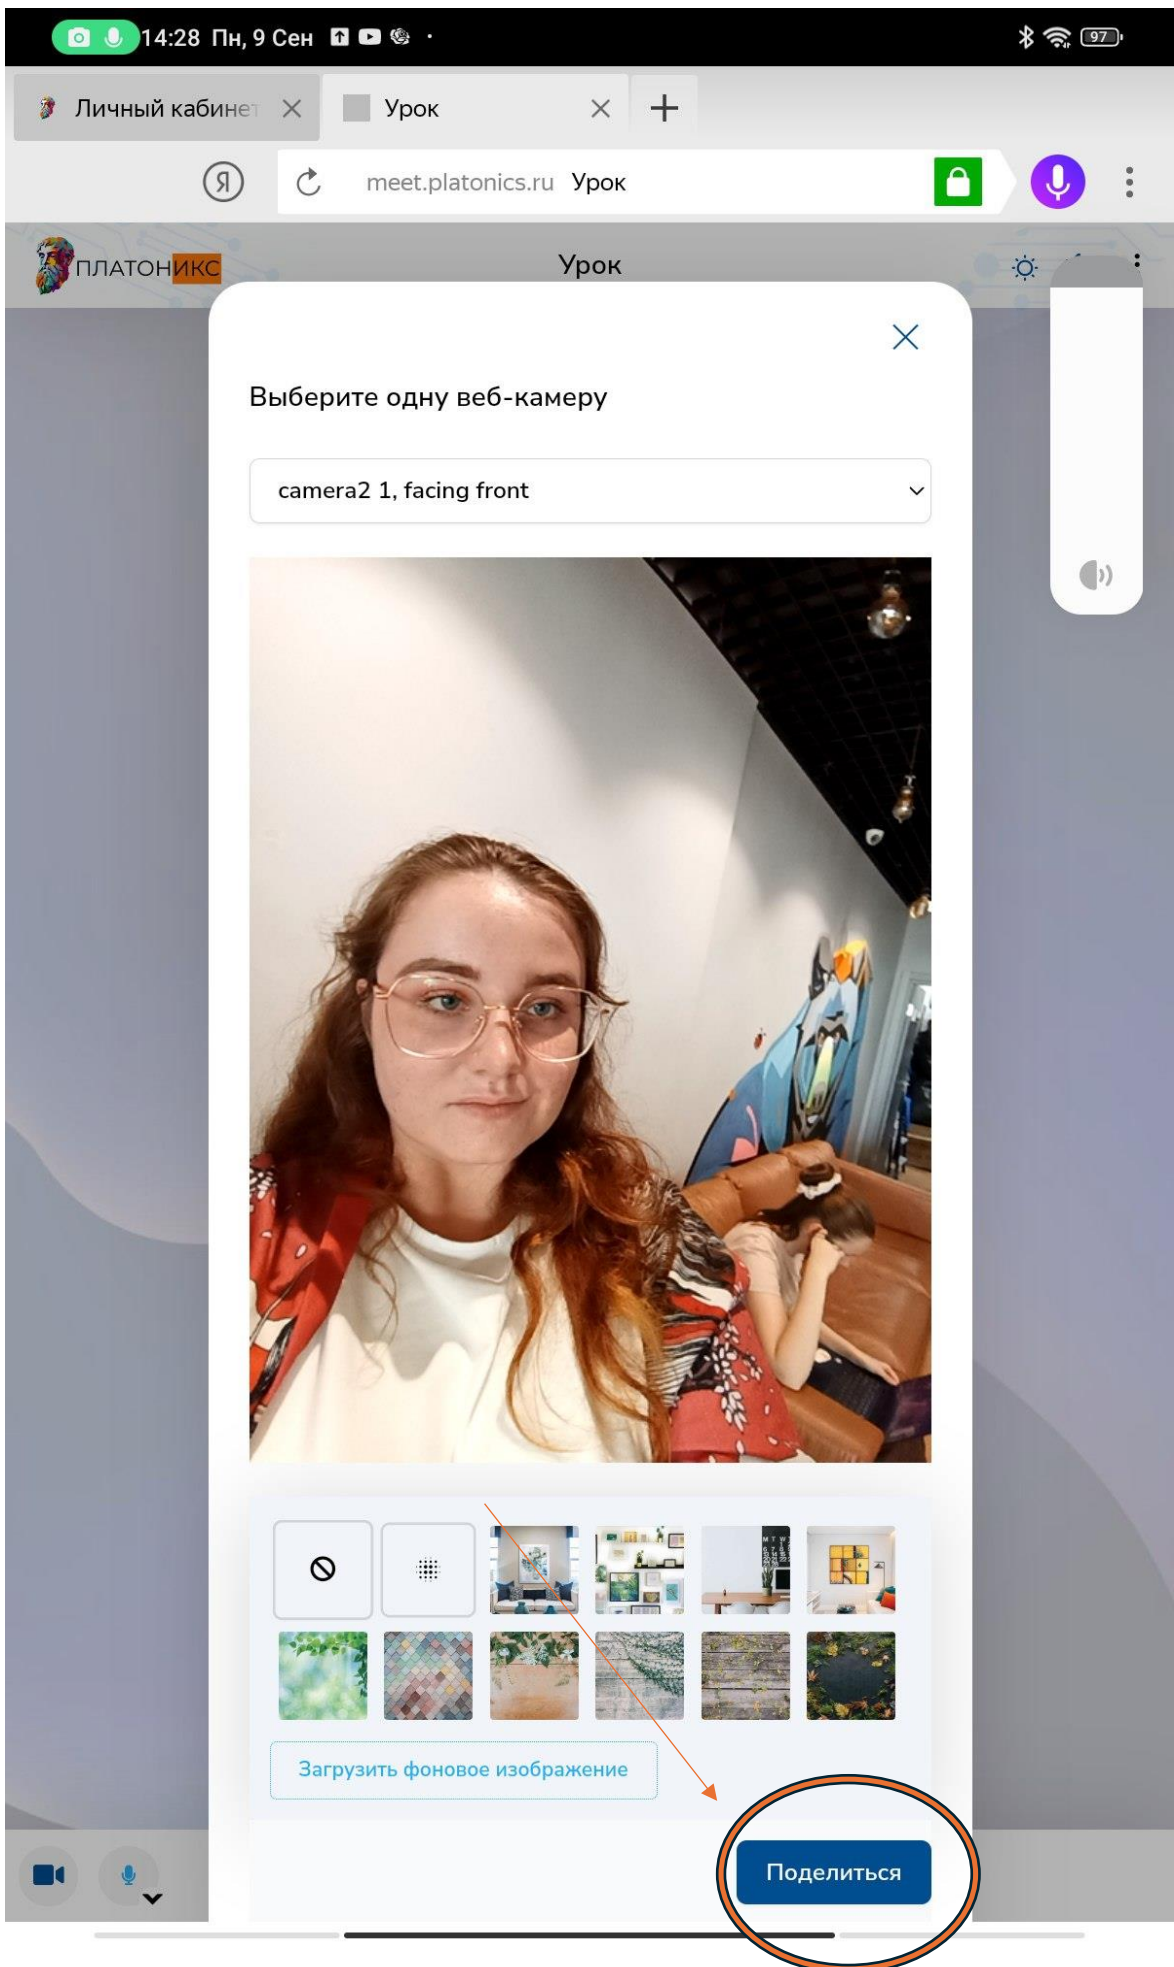 14:28 Пн, 9 Сен
97
Личный кабинет
Урок
Я
meet.platonics.ru Урок
ПЛАТОНИКС
Урок
Выберите одну веб-камеру
camera2 1, facing front
Загрузить фоновое изображение
Поделиться